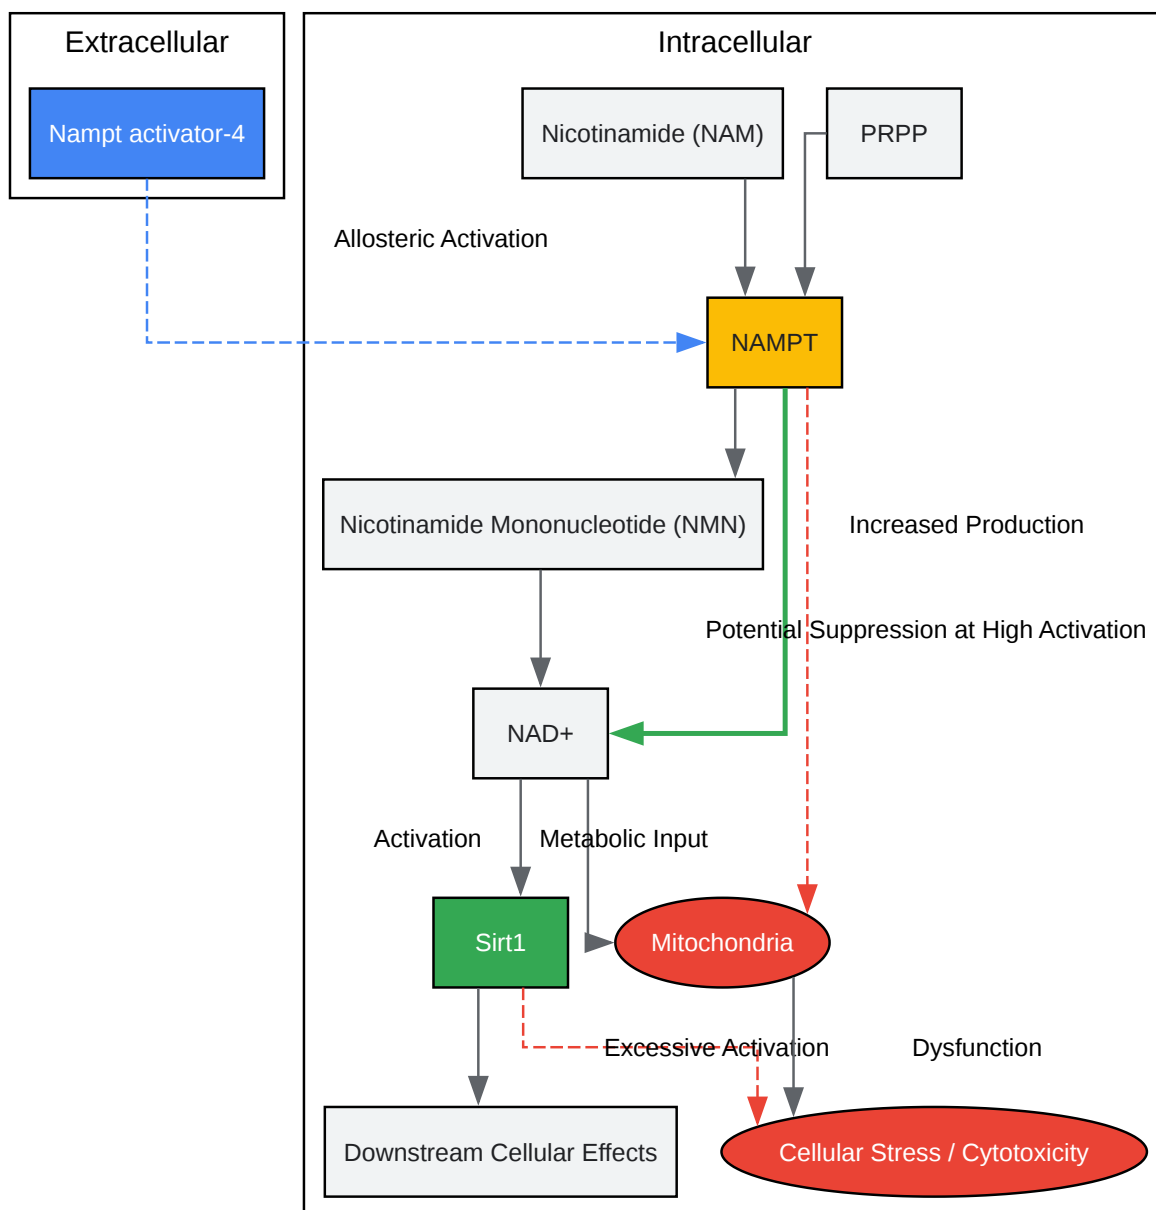 Extracellular
Intracellular
Nampt activator-4
Nicotinamide (NAM)
PRPP
Allosteric Activation
NAMPT
Nicotinamide Mononucleotide (NMN)
Increased Production
Potential Suppression at High Activation
NAD+
Activation
Metabolic Input
Sirt1
Mitochondria
Excessive Activation
Dysfunction
Downstream Cellular Effects
Cellular Stress / Cytotoxicity